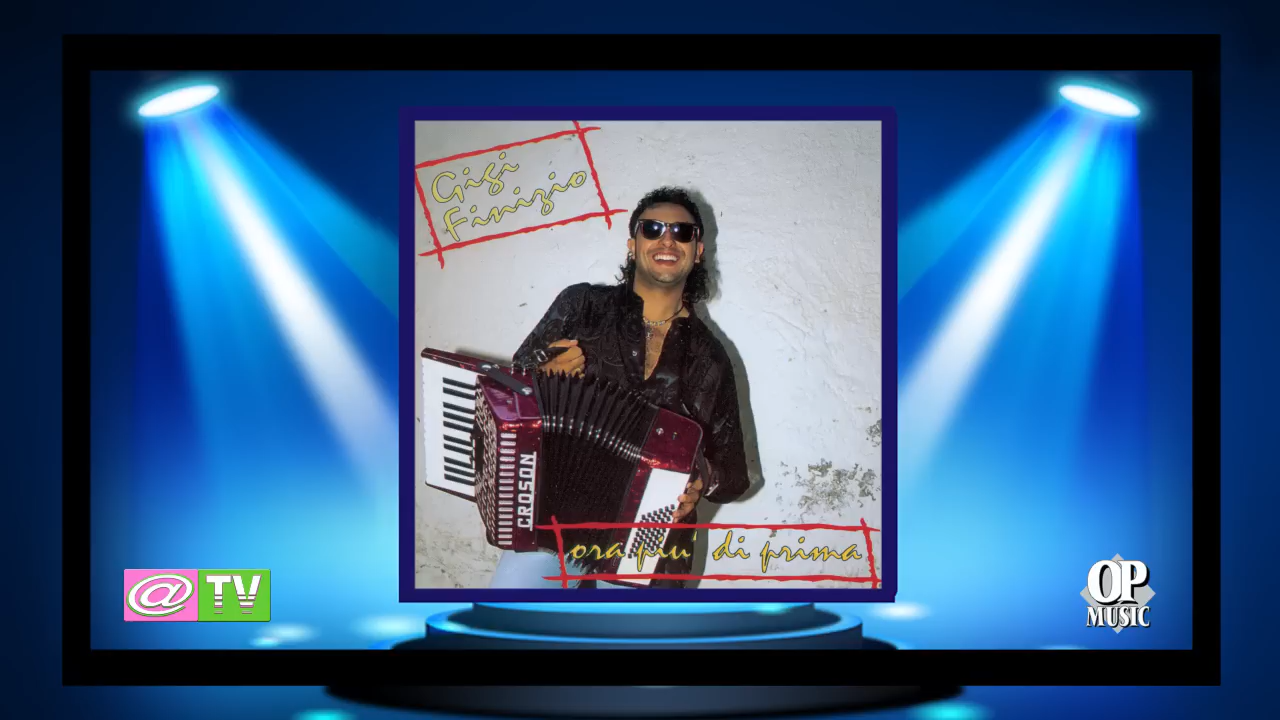 Gigi
Finizio
CROSON
ora piu' di prima
@TV
OP
MUSIC